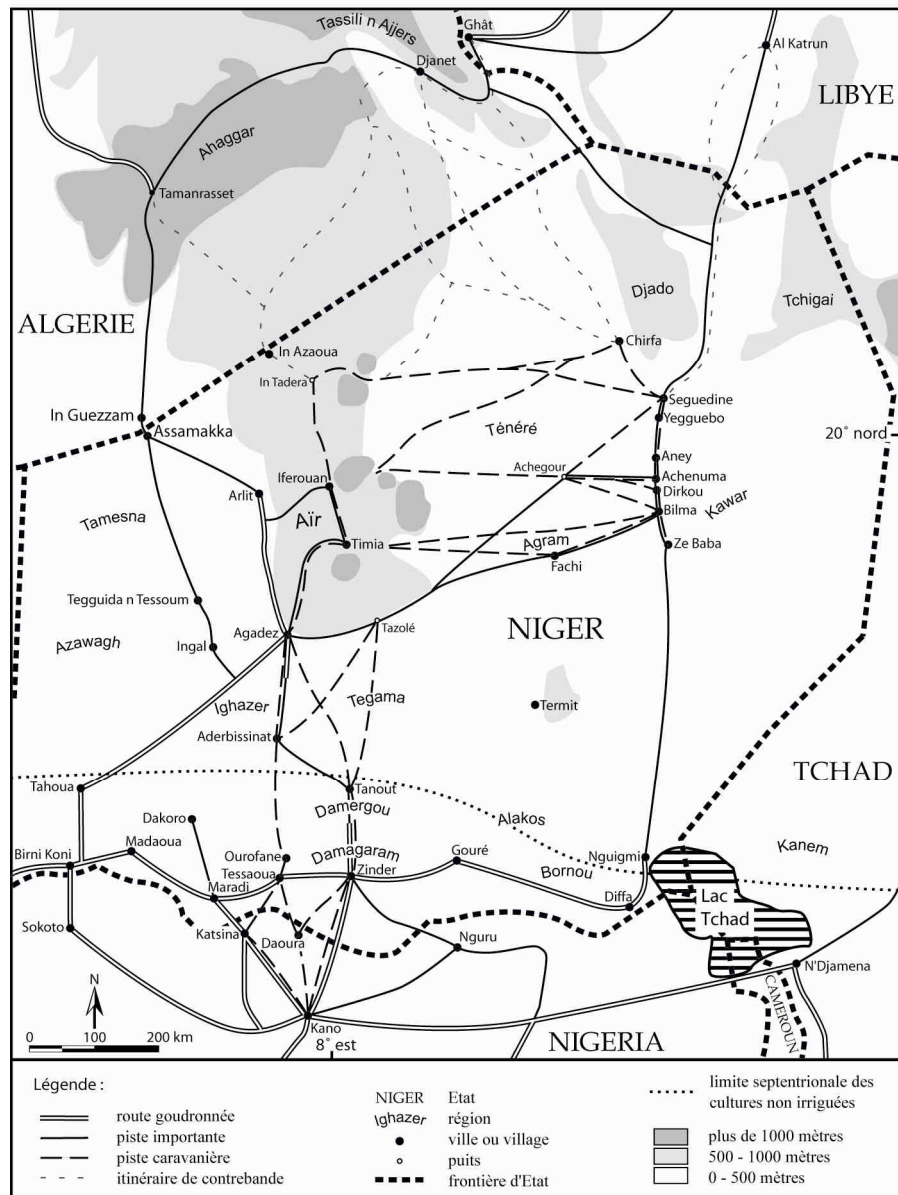 Tassili n Ajjers
Ghât
Djanet
Al Katrun
LIBYE
Ahaggar
Tamanrasset
Djado
Tchigai
ALGERIE
In Azaoua
Chirfa
In Tadera
Seguedine
In Guezzam
Yegguebo
Assamakka
Ténéré
20° nord
Aney
Achegour
Achenuma
Iferouan
Dirkou
Arlit
Kawar
Aïr
Bilma
Tamesna
Agram
Timia
Ze Baba
Fachi
Tegguida n Tessoum
NIGER
Tazolé
Agadez
Azawagh
Ingal
Ighazer
Tegama
Termit
Aderbissinat
TCHAD
Tahoua
Tanout
Damergou
Dakoro
Alakos
Madaoua
Kanem
Ourofane
Damagaram
Gouré
Nguigmi
Birni Koni
Tessaoua
Zinder
Bornou
Maradi
Lac
Tchad
Diffa
Sokoto
Katsina
Daoura
Nguru
N'Djamena
CAMEROUN
N
Kano
0 100 200 km
8° est
NIGERIA
Légende :
route goudronnée
piste importante
piste caravanière
itinéraire de contrebande
NIGER Etat
Ighazer région
ville ou village
puits
frontière d'Etat
limite septentrionale des
cultures non irriguées
plus de 1000 mètres
500 - 1000 mètres
0 - 500 mètres